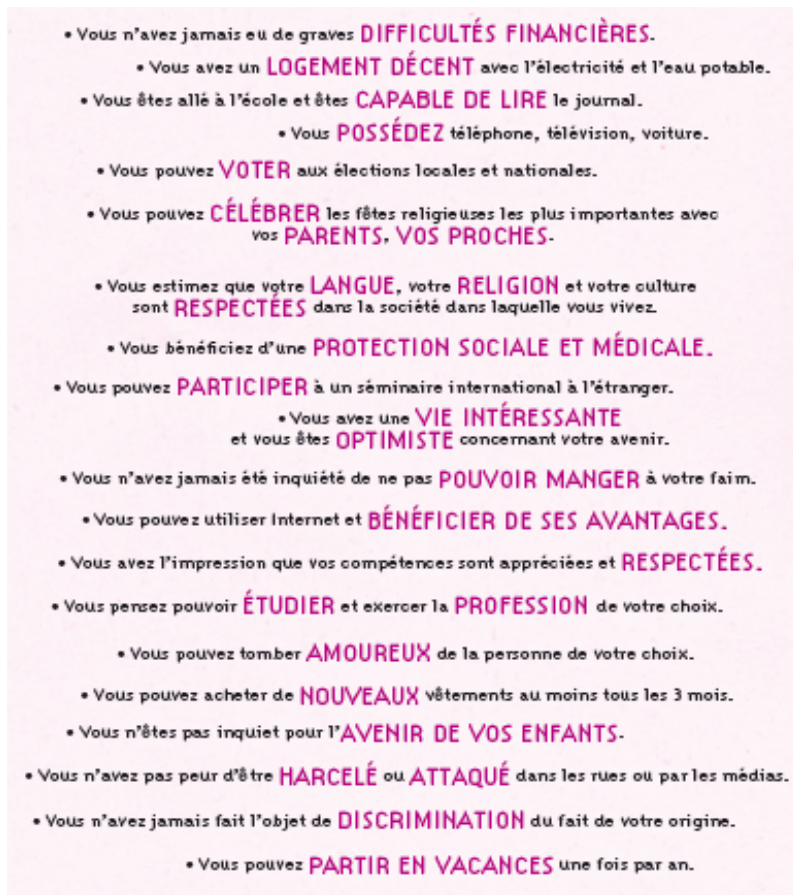 • Vous n'avez jamais eu de graves DIFFICULTÉS FINANCIÈRES.
• Vous avez un LOGEMENT DÉCENT avec l'électricité et l'eau potable.
• Vous êtes allé à l'école et êtes CAPABLE DE LIRE le journal.
• Vous POSSÉDEZ téléphone, télévision, voiture.
• Vous pouvez VOTER aux élections locales et nationales.
• Vous pouvez CÉLÉBRER les fêtes religieuses les plus importantes avec
vos PARENTS, VOS PROCHES.
• Vous estimez que votre LANGUE, votre RELIGION et votre culture
sont RESPECTÉES dans la société dans laquelle vous vivez.
• Vous bénéficiez d'une PROTECTION SOCIALE ET MÉDICALE.
• Vous pouvez PARTICIPER à un séminaire international à l'étranger.
• Vous avez une VIE INTÉRESSANTE
et vous êtes OPTIMISTE concernant votre avenir.
• Vous n'avez jamais été inquiété de ne pas POUVOIR MANGER à votre faim.
• Vous pouvez utiliser Internet et BÉNÉFICIER DE SES AVANTAGES.
• Vous avez l'impression que vos compétences sont appréciées et RESPECTÉES.
• Vous pensez pouvoir ÉTUDIER et exercer la PROFESSION de votre choix.
• Vous pouvez tomber AMOUREUX de la personne de votre choix.
• Vous pouvez acheter de NOUVEAUX vêtements au moins tous les 3 mois.
• Vous n'êtes pas inquiet pour l'AVENIR DE VOS ENFANTS.
• Vous n'avez pas peur d'être HARCELÉ ou ATTAQUÉ dans les rues ou par les médias.
• Vous n'avez jamais fait l'objet de DISCRIMINATION du fait de votre origine.
• Vous pouvez PARTIR EN VACANCES une fois par an.